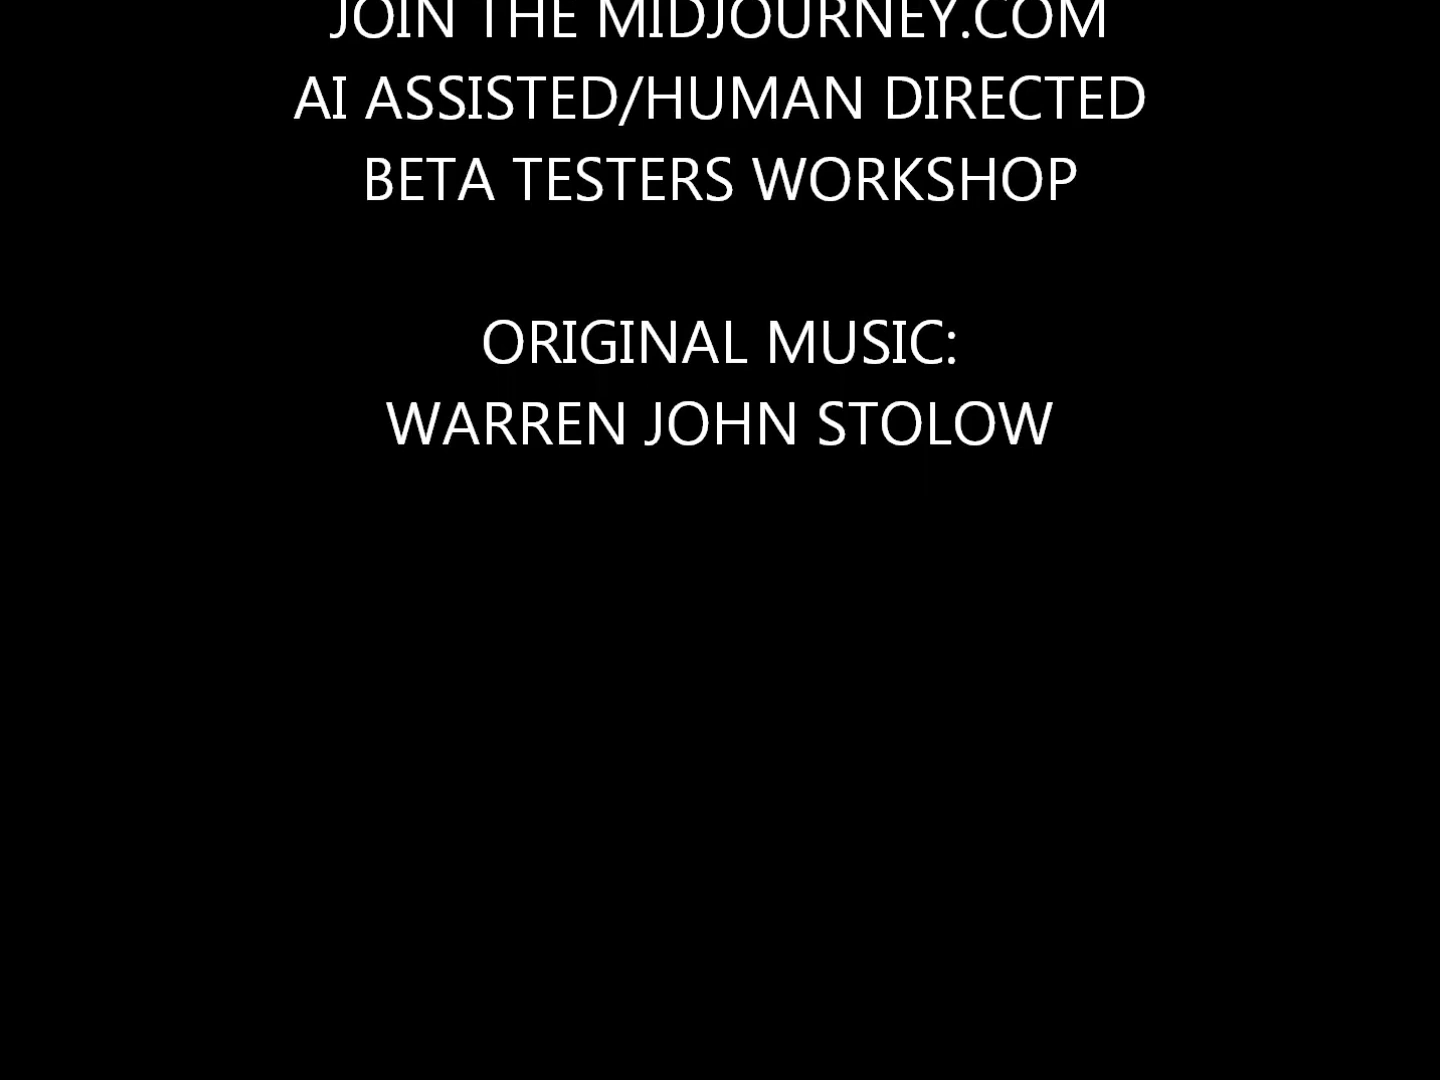 JOIN THE MIDJOURNEY.COM
AI ASSISTED/HUMAN DIRECTED
BETA TESTERS WORKSHOP
ORIGINAL MUSIC:
WARREN JOHN STOLOW